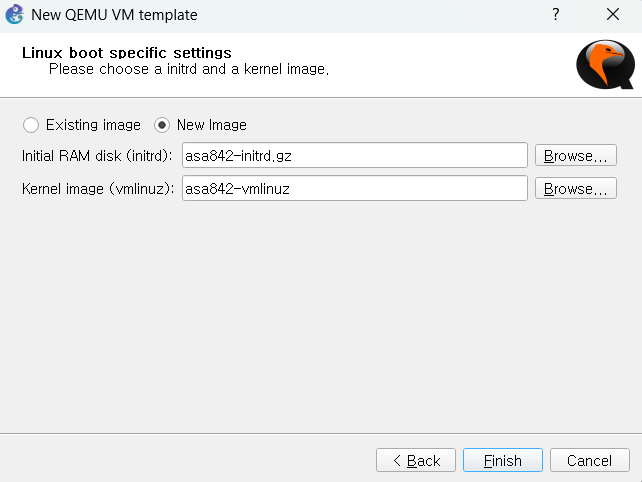 New QEMU VM template
Linux boot specific settings
Please choose a initrd and a kernel image.
Existing image New Image
Initial RAM disk (initrd): asa842-initrd.gz Browse...
Kernel image (vmlinuz): asa842-vmlinuz Browse...
< Back Finish Cancel